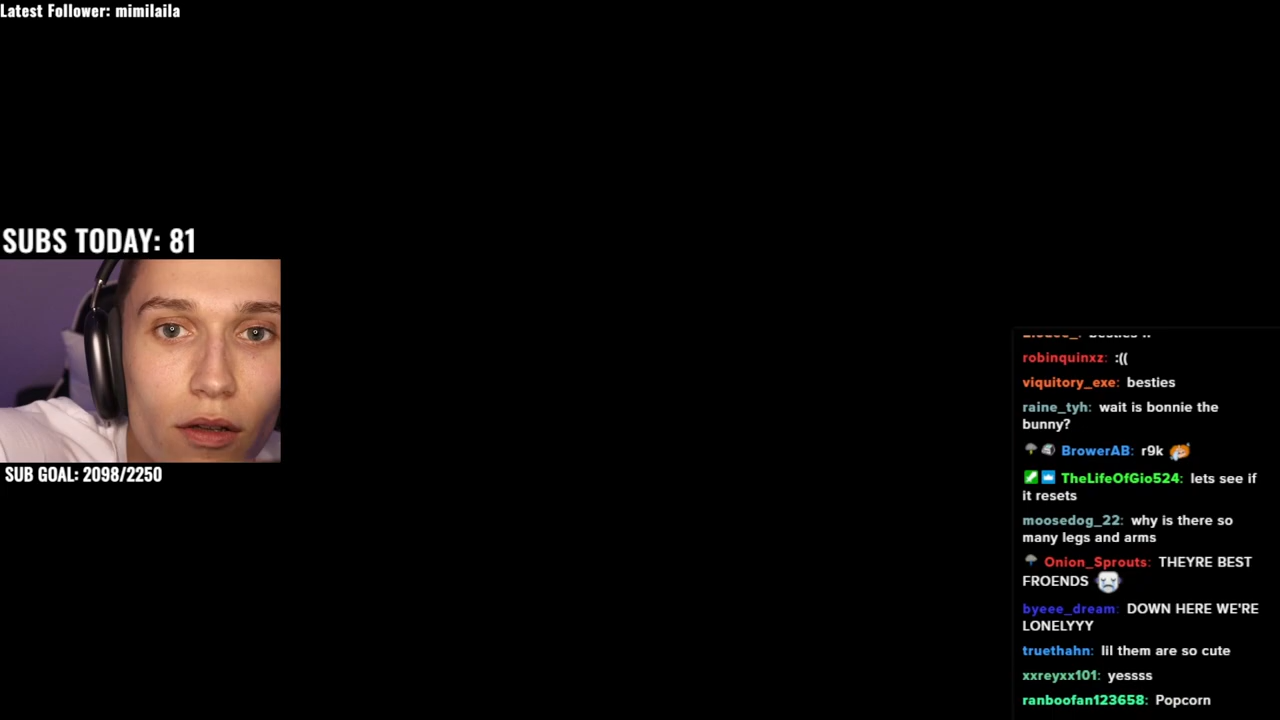 Latest Follower: mimilaila
SUBS TODAY: 81
SUB GOAL: 2098/2250
robinquinxz: :((
viquitory_exe: besties
raine_tyh: wait is bonnie the
bunny?
BrowerAB: r9k
TheLifeOfGio524: lets see if
it resets
moosedog_22: why is there so
many legs and arms
Onion_Sprouts: THEYRE BEST
FROENDS
byeee_dream: DOWN HERE WE'RE
LONELYYY
truethahn: lil them are so cute
xxreyxx101: yessss
ranboofan123658: Popcorn